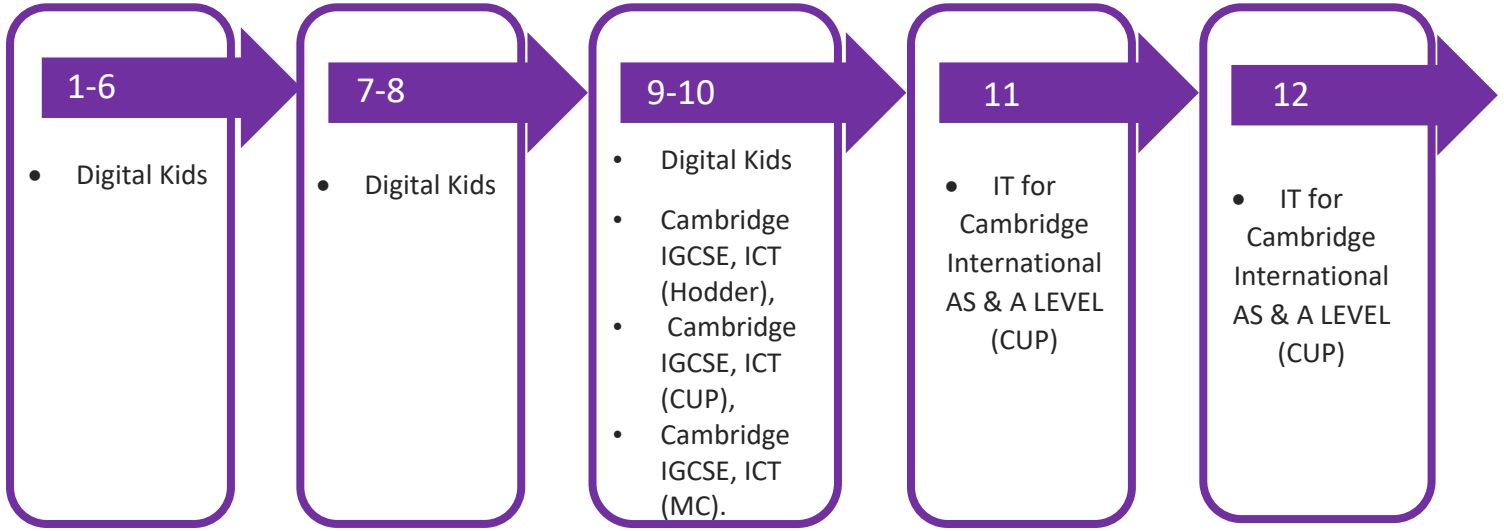 1-6
• Digital Kids
7-8
• Digital Kids
9-10
• Digital Kids
• Cambridge
IGCSE, ICT
(Hodder),
• Cambridge
IGCSE, ICT
(CUP),
• Cambridge
IGCSE, ICT
(MC).
11
• IT for
Cambridge
International
AS & A LEVEL
(CUP)
12
• IT for
Cambridge
International
AS & A LEVEL
(CUP)